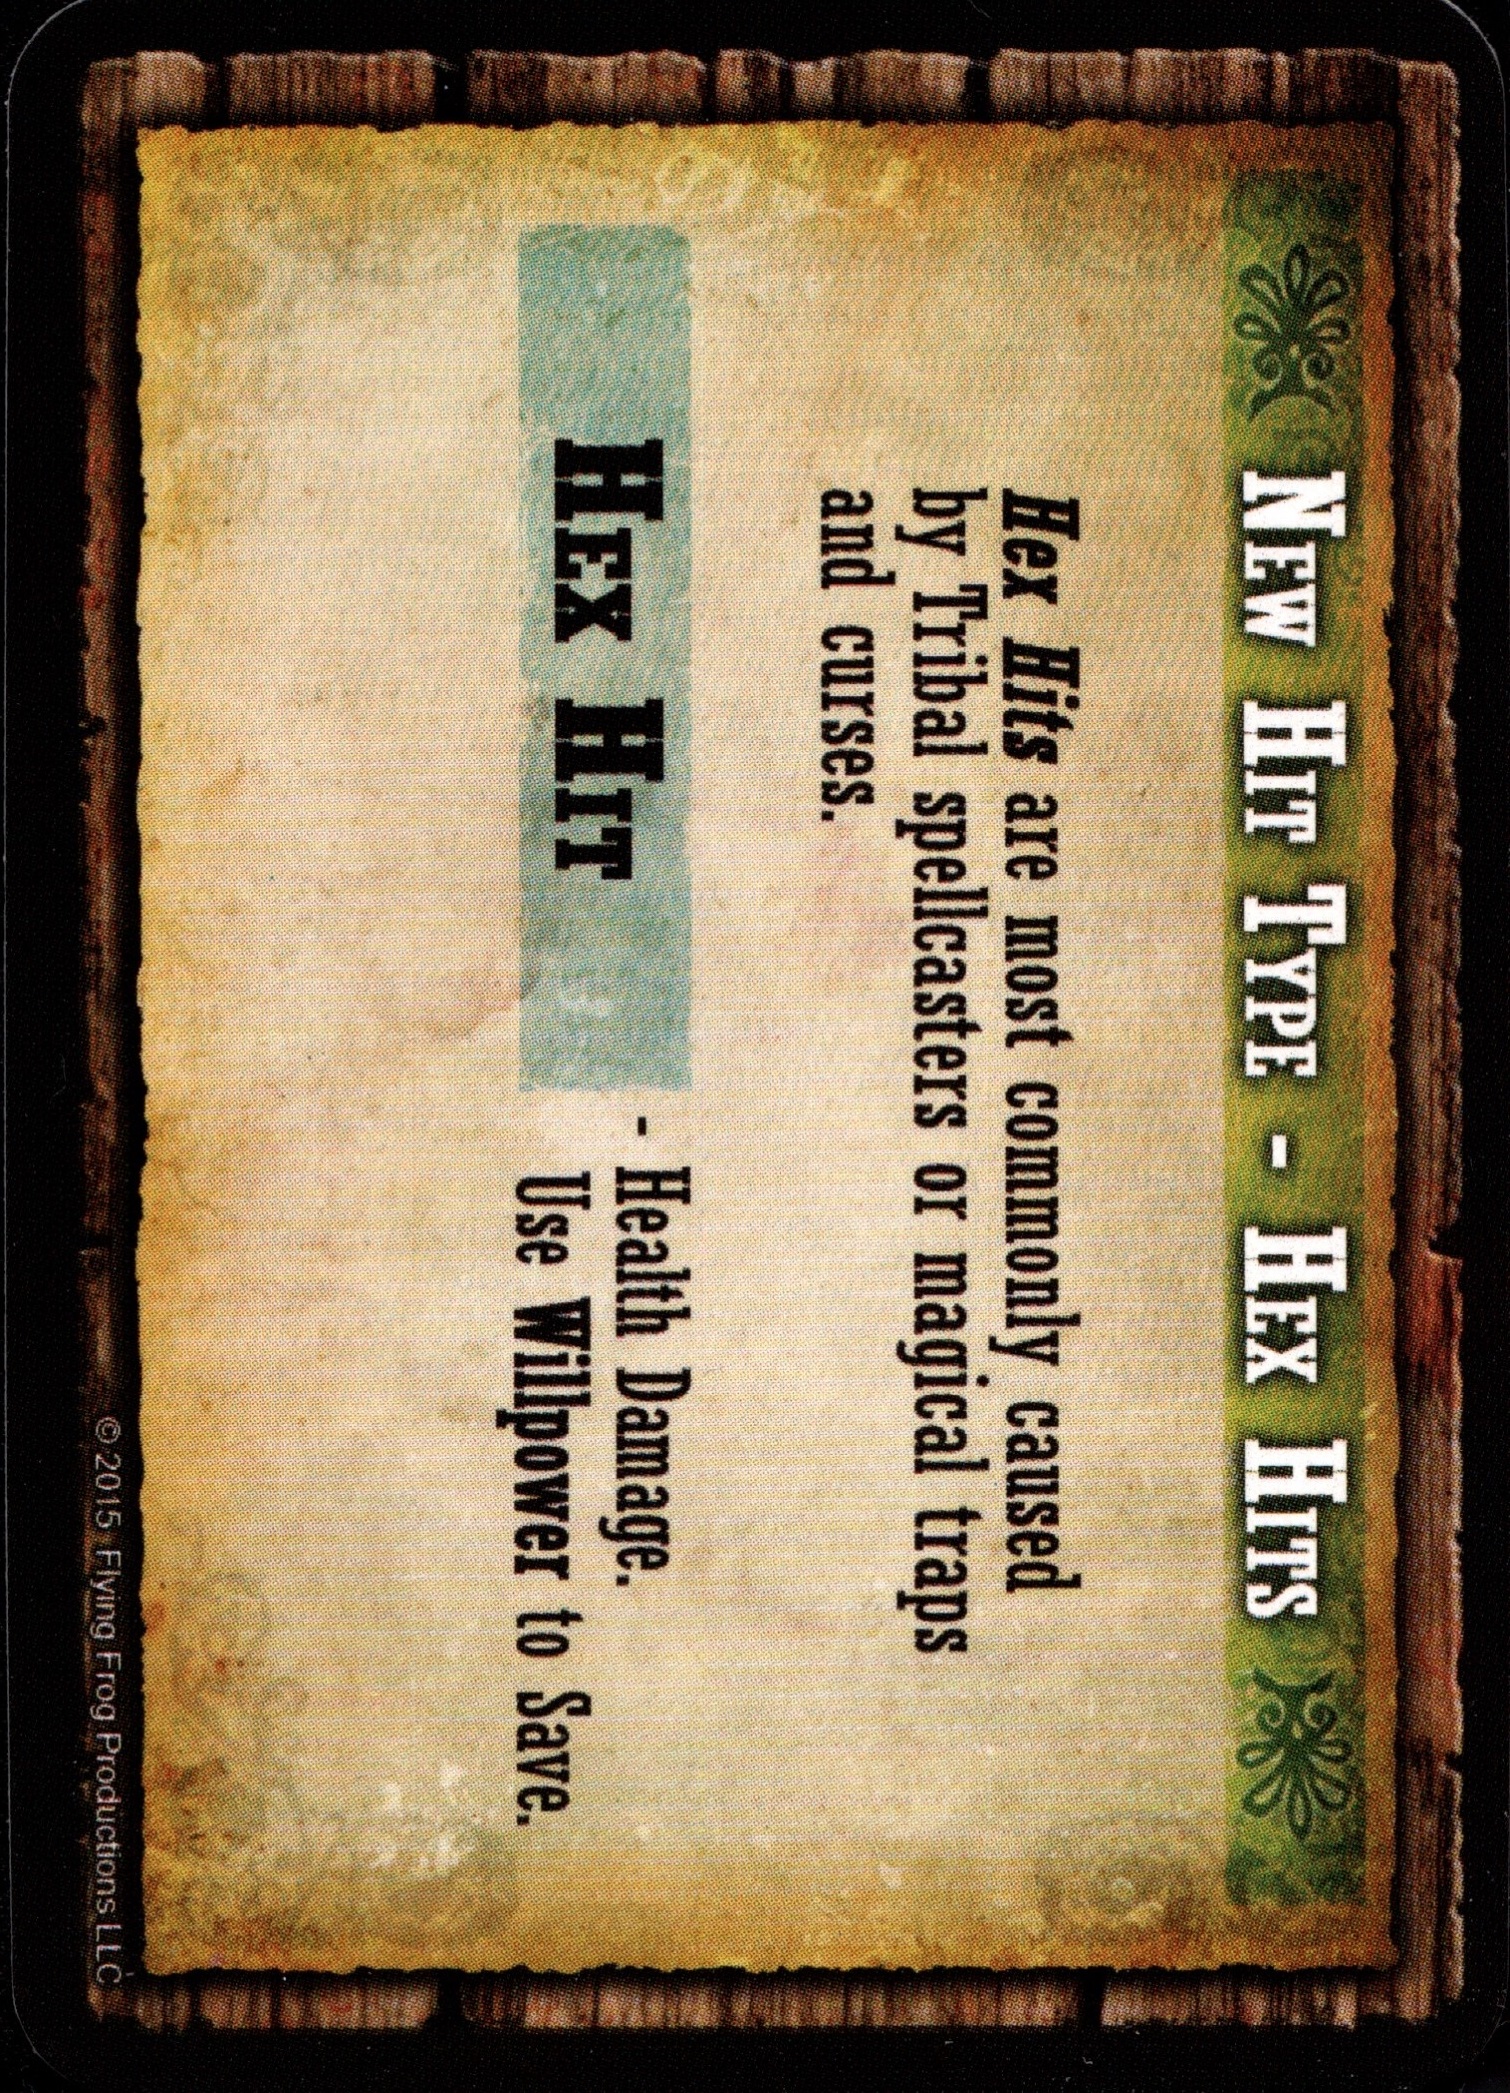 New Hit Type - Hex Hits
Hex Hits are most commonly caused
by Tribal spellcasters or magical traps
and curses.
Hex Hit
- Health Damage.
Use Willpower to Save.
© 2015 Flying Frog Productions LLC